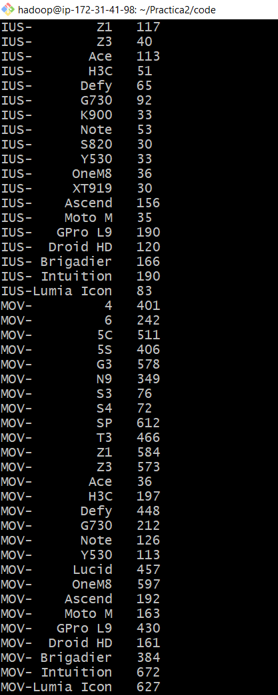 hadoop@ip-172-31-41-98: ~/Practica2/code
IUS-         Z1   117
IUS-         Z3   40
IUS-        Ace   113
IUS-        H3C   51
IUS-       Defy   65
IUS-       G730   92
IUS-       K900   33
IUS-       Note   53
IUS-       S820   30
IUS-       Y530   33
IUS-      OneM8   36
IUS-      XT919   30
IUS-     Ascend   156
IUS-     Moto M   35
IUS-    GPro L9   190
IUS-   Droid HD   120
IUS- Brigadier   166
IUS- Intuition   190
IUS-Lumia Icon   83
MOV-          4   401
MOV-          6   242
MOV-         5C   511
MOV-         5S   406
MOV-         G3   578
MOV-         N9   349
MOV-         S3   76
MOV-         S4   72
MOV-         SP   612
MOV-         T3   466
MOV-         Z1   584
MOV-         Z3   573
MOV-        Ace   36
MOV-        H3C   197
MOV-       Defy   448
MOV-       G730   212
MOV-       Note   126
MOV-       Y530   113
MOV-      Lucid   457
MOV-      OneM8   597
MOV-     Ascend   192
MOV-     Moto M   163
MOV-    GPro L9   430
MOV-   Droid HD   161
MOV- Brigadier   384
MOV- Intuition   672
MOV-Lumia Icon   627